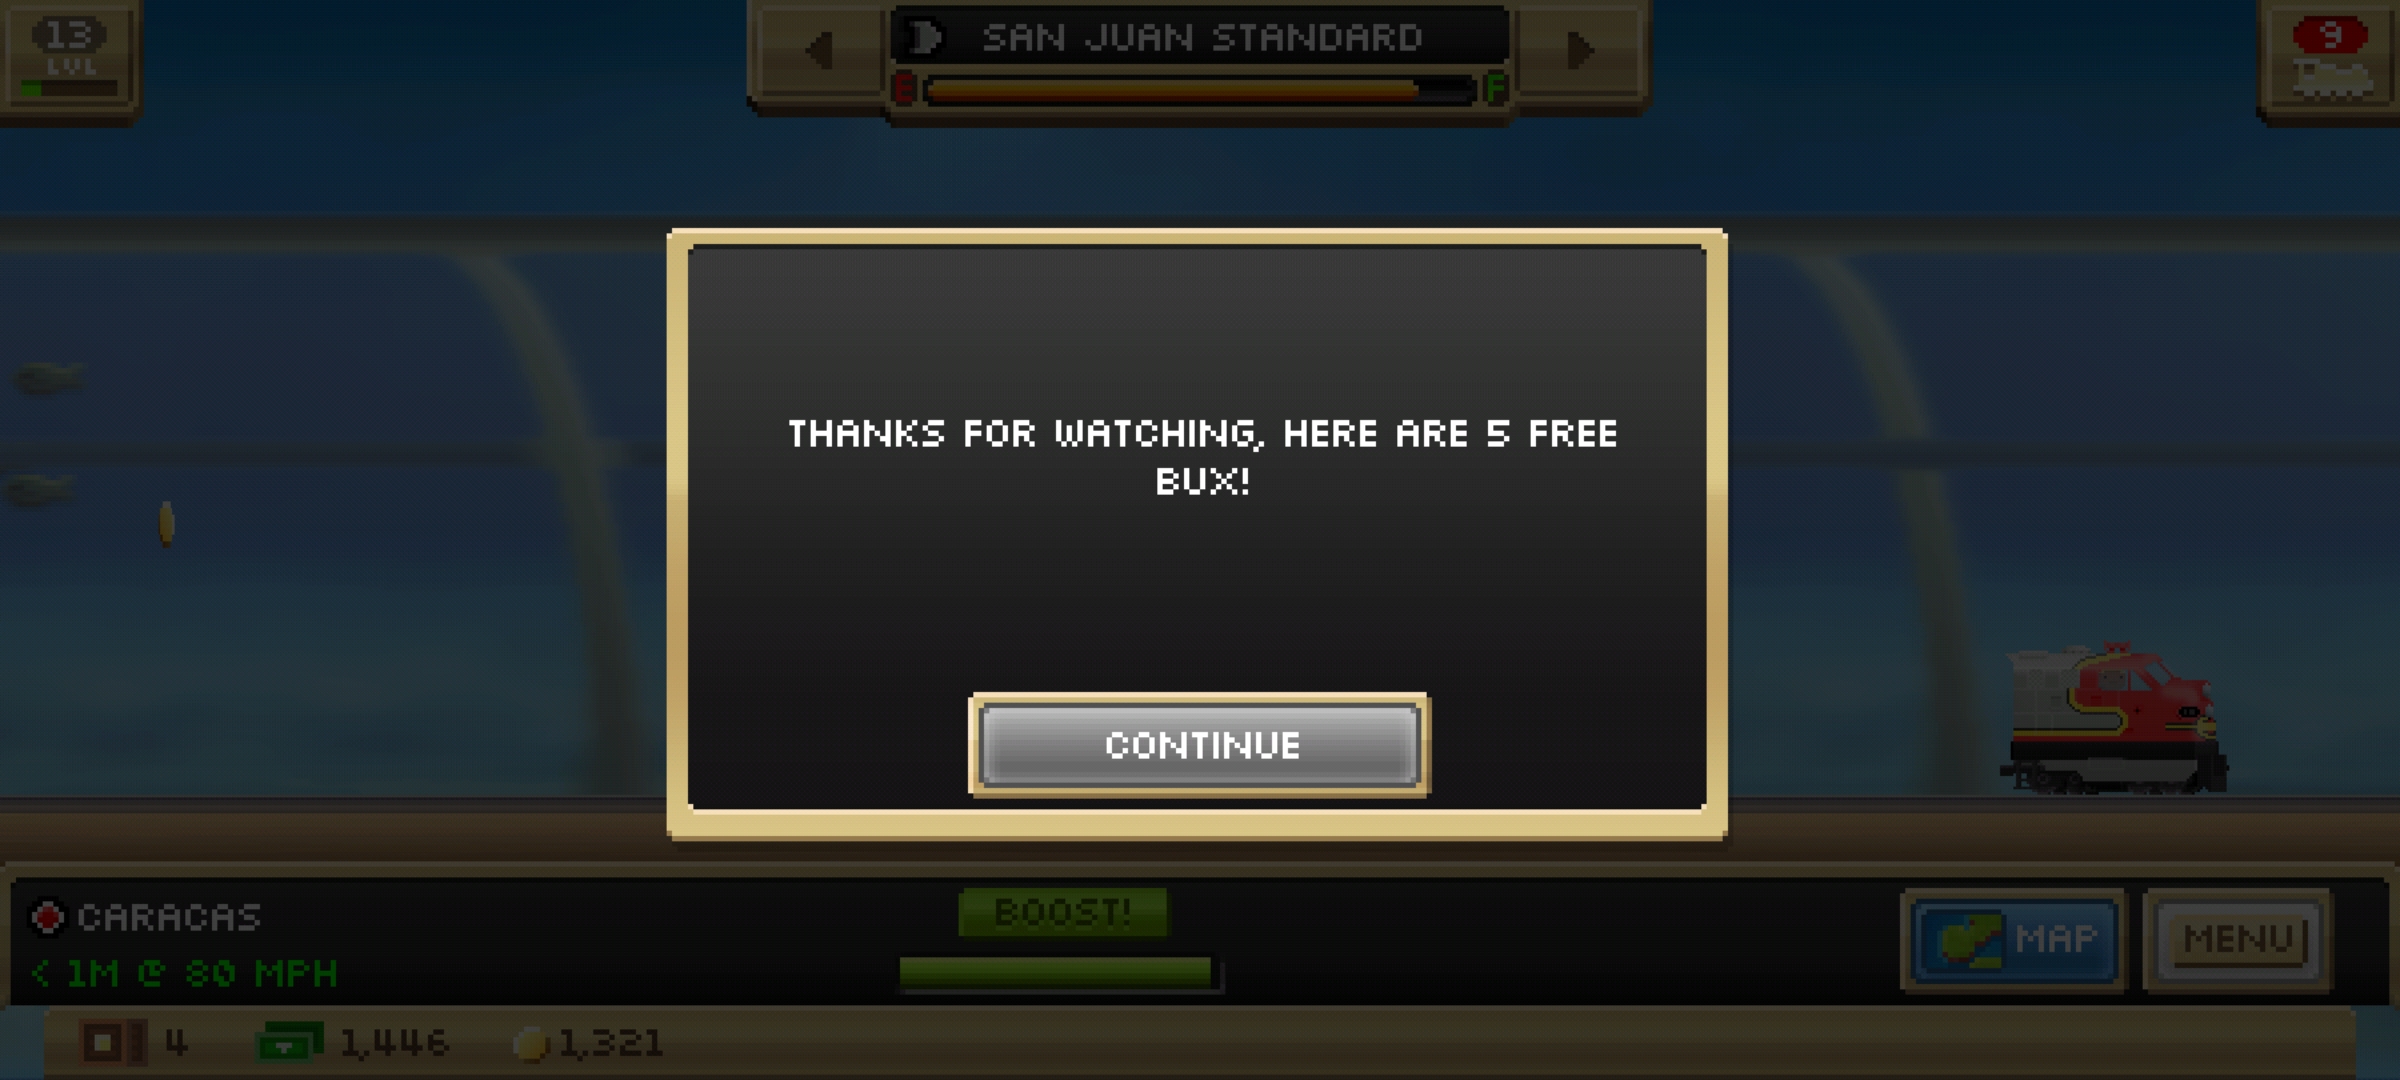 13
LVL
SAN JUAN STANDARD
E F
9
THANKS FOR WATCHING, HERE ARE 5 FREE
BUX!
CONTINUE
CARACAS
< 1M @ 80 MPH
BOOST!
MAP
MENU
4 1,446 1,321